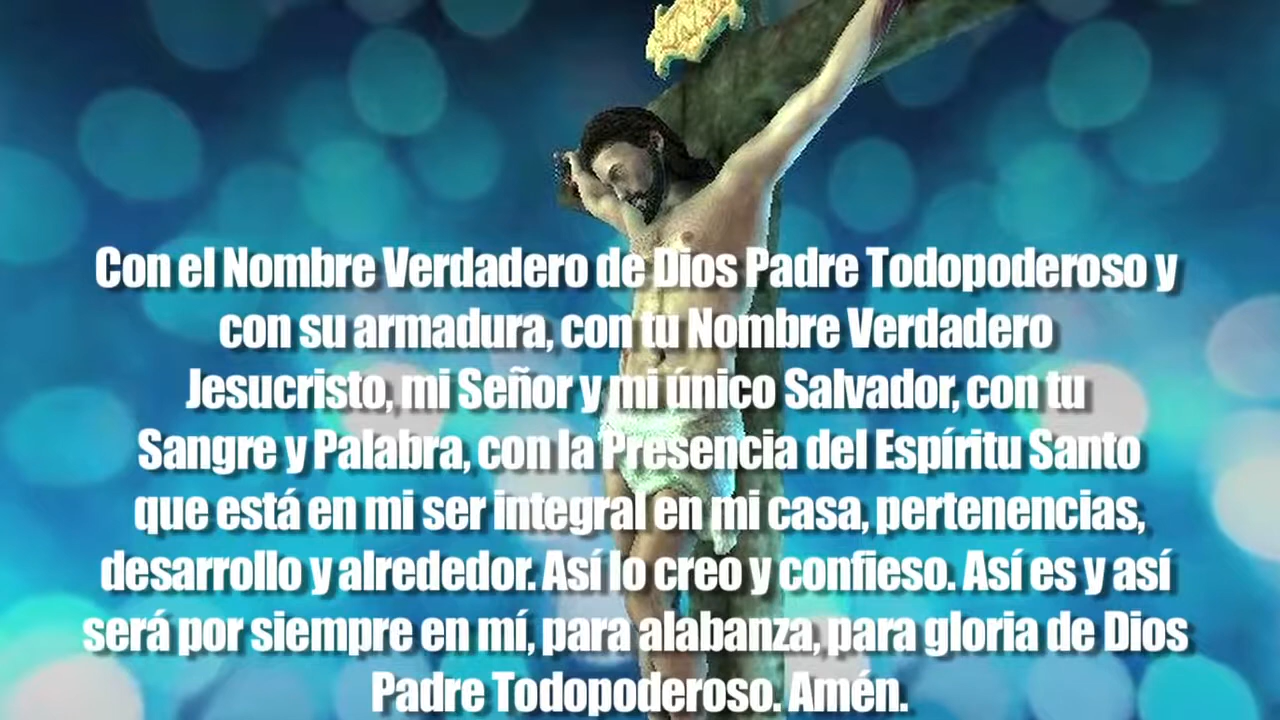 Con el Nombre Verdadero de Dios Padre Todopoderoso y
con su armadura, con tu Nombre Verdadero
Jesucristo, mi Señor y mi único Salvador, con tu
Sangre y Palabra, con la Presencia del Espíritu Santo
que está en mi ser integral en mi casa, pertenencias,
desarrollo y alrededor. Así lo creo y confieso. Así es y así
será por siempre en mí, para alabanza, para gloria de Dios
Padre Todopoderoso. Amén.